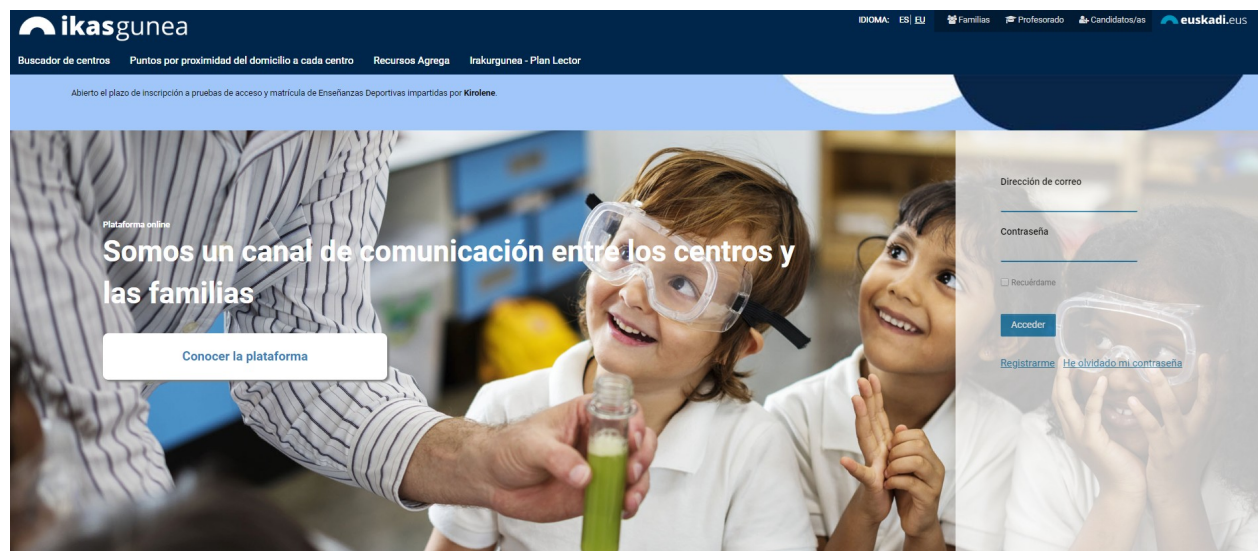 ikasgunea
IDIOMA: ES| EU Familias Profesorado Candidatos/as euskadi.eus
Buscador de centros Puntos por proximidad del domicilio a cada centro Recursos Agrega Irakurgunea - Plan Lector
Abierto el plazo de inscripción a pruebas de acceso y matrícula de Enseñanzas Deportivas impartidas por Kirolene.
Plataforma online
Somos un canal de comunicación entre los centros y
las familias
Conocer la plataforma
Dirección de correo
Contraseña
Recuérdame
Acceder
Registrarme He olvidado mi contraseña